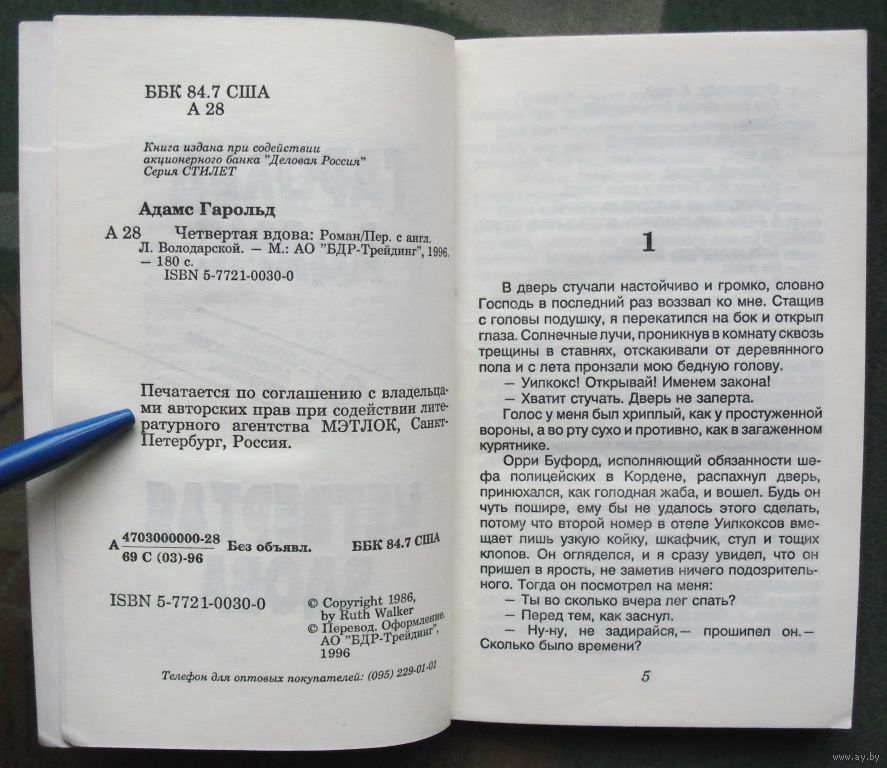 ББК 84.7 США
А 28
Книга издана при содействии
акционерного банка "Деловая Россия"
Серия СТИЛЕТ
Адамс Гарольд
А 28 Четвертая вдова: Роман/Пер. с англ.
Л. Володарской. — М.: АО "БДР-Трейдинг", 1996.
— 180 с.
ISBN 5-7721-0030-0
Печатается по соглашению с владельца-
ми авторских прав при содействии лите-
ратурного агентства МЭТЛОК, Санкт-
Петербург, Россия.
А 4703000000-28
69 С (03)-96
Без объявл.
ББК 84.7 США
ISBN 5-7721-0030-0
© Copyright 1986,
by Ruth Walker
© Перевод. Оформление.
АО "БДР-Трейдинг",
1996
Телефон для оптовых покупателей: (095) 229-01-01
1
В дверь стучали настойчиво и громко, словно
Господь в последний раз воззвал ко мне. Стащив
с головы подушку, я перекатился на бок и открыл
глаза. Солнечные лучи, проникнув в комнату сквозь
трещины в ставнях, отскакивали от деревянного
пола и с лета пронзали мою бедную голову.
— Уилкокс! Открывай! Именем закона!
— Хватит стучать. Дверь не заперта.
Голос у меня был хриплый, как у простуженной
вороны, а во рту сухо и противно, как в загаженном
курятнике.
Орри Буфорд, исполняющий обязанности ше-
фа полицейских в Кордене, распахнул дверь,
принюхался, как голодная жаба, и вошел. Будь он
чуть пошире, ему бы не удалось этого сделать,
потому что второй номер в отеле Уилкоксов вме-
щает лишь узкую койку, шкафчик, стул и тощих
клопов. Он огляделся, и я сразу увидел, что он
пришел в ярость, не заметив ничего подозритель-
ного. Тогда он посмотрел на меня:
— Ты во сколько вчера лег спать?
— Перед тем, как заснул.
— Ну-ну, не задирайся,— прошипел он.—
Сколько было времени?
5
www.ay.by